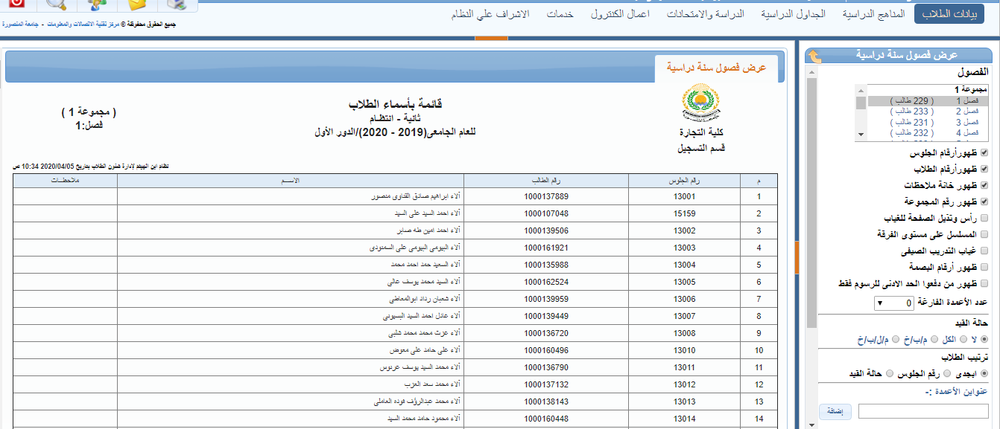 بيانات الطلاب المناهج الدراسية الجداول الدراسية الدراسة والامتحانات اعمال الكنترول خدمات الاشراف علي النظام
جميع الحقوق محفوظة © مركز تقنية الاتصالات والمعلومات - جامعة المنصورة
عرض فصول سنة دراسية
الفصول
مجموعة 1
فصل 1 ( 229 طالب )
فصل 2 ( 233 طالب )
فصل 3 ( 231 طالب )
فصل 4 ( 232 طالب )
ظهورأرقام الجلوس
ظهورأرقام الطلاب
ظهور خانة ملاحظات
ظهور رقم المجموعة
رأس وتذيل الصفحة للغياب
المسلسل على مستوى الفرقة
غياب التدريب الصيفى
ظهور أرقام البصمة
ظهور من دفعوا الحد الادنى للرسوم فقط
عدد الأعمدة الفارغة 0
حالة القيد
لا الكل م/ب/خ م/ل/ب/خ
ترتيب الطلاب
ابجدى رقم الجلوس حالة القيد
عنواين الأعمدة :-
إضافة
عرض فصول سنة دراسية
كلية التجارة
قسم التسجيل
قائمة بأسماء الطلاب
ثانية - انتظام
للعام الجامعى(2019 - 2020)/الدور الأول
( مجموعة 1 )
فصل:1
نظام ابن الهيثم لإدارة شئون الطلاب بتاريخ 2020/04/05 10:34 ص
م رقم الجلوس رقم الطالب الاســـم ملاحظـات
1 13001 1000137889 آلاء ابراهيم صادق القناوى منصور
2 15159 1000107048 آلاء احمد السيد على السيد
3 13002 1000139506 آلاء احمد امين طه صابر
4 13003 1000161921 آلاء البيومى البيومى على السمنودى
5 13004 1000135988 آلاء السعيد حمد احمد محمد
6 13005 1000162524 آلاء السيد محمد يوسف عالى
7 13006 1000139959 آلاء شعبان رداد ابوالمعاطى
8 13007 1000139449 آلاء عادل احمد السيد البسيونى
9 13008 1000136720 آلاء عزت محمد محمد شلبى
10 13010 1000160496 آلاء على حامد على معوض
11 13011 1000136790 آلاء محمد السيد يوسف عرنوس
12 13012 1000137132 آلاء محمد سعد العزب
13 13013 1000138143 آلاء محمد عبدالرؤف فوده العاملى
14 13014 1000160448 آلاء محمود حامد محمد السيد